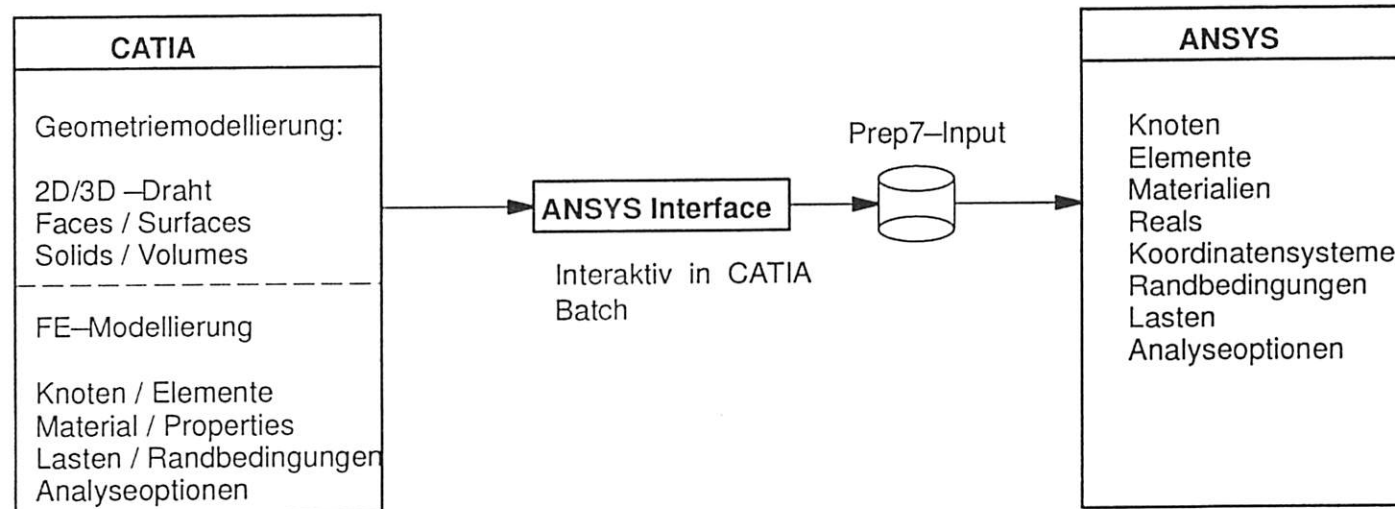 CATIA
Geometriemodellierung:
2D/3D –Draht
Faces / Surfaces
Solids / Volumes
FE–Modellierung
Knoten / Elemente
Material / Properties
Lasten / Randbedingungen
Analyseoptionen
ANSYS Interface
Interaktiv in CATIA
Batch
Prep7–Input
ANSYS
Knoten
Elemente
Materialien
Reals
Koordinatensysteme
Randbedingungen
Lasten
Analyseoptionen